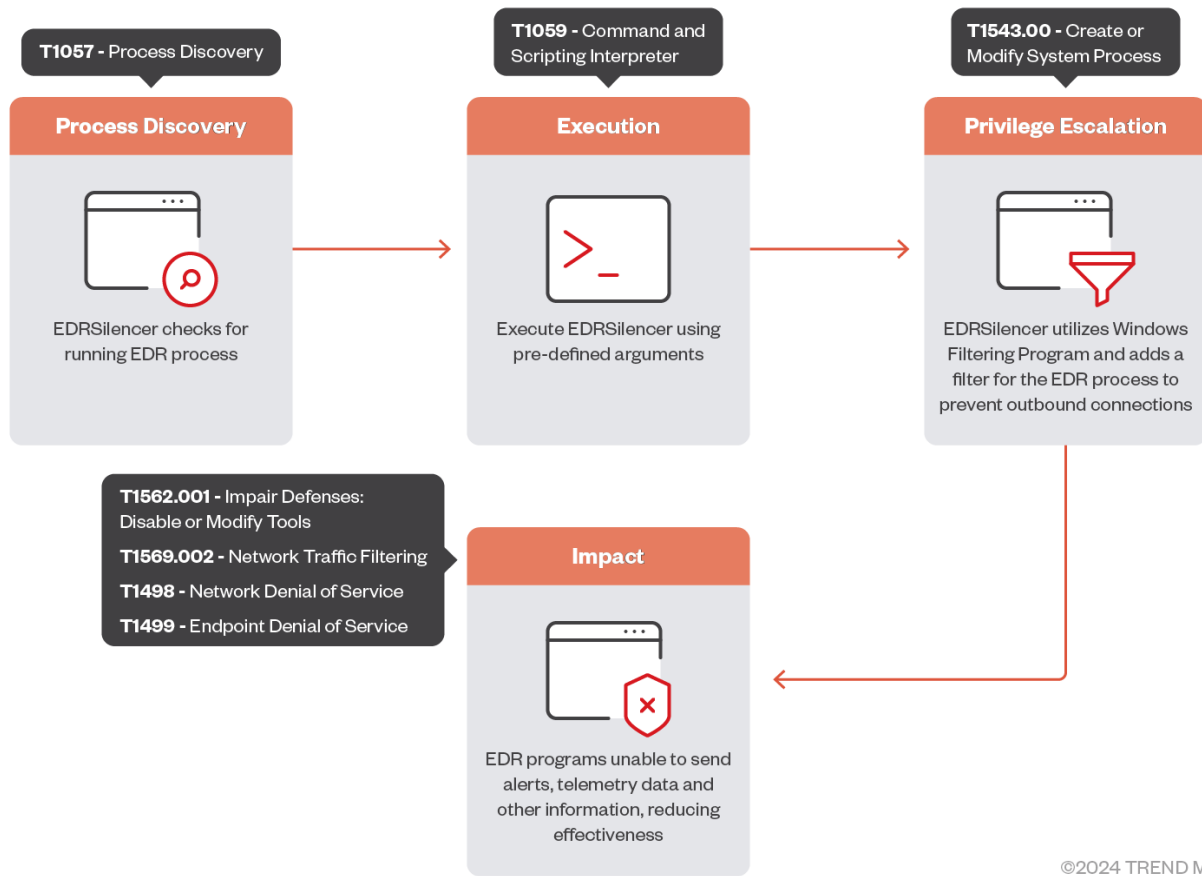 T1057 - Process Discovery
Process Discovery
EDRSilencer checks for
running EDR process
T1059 - Command and
Scripting Interpreter
Execution
Execute EDRSilencer using
pre-defined arguments
T1543.00 - Create or
Modify System Process
Privilege Escalation
EDRSilencer utilizes Windows
Filtering Program and adds a
filter for the EDR process to
prevent outbound connections
T1562.001 - Impair Defenses:
Disable or Modify Tools
T1569.002 - Network Traffic Filtering
T1498 - Network Denial of Service
T1499 - Endpoint Denial of Service
Impact
EDR programs unable to send
alerts, telemetry data and
other information, reducing
effectiveness
©2024 TREND M